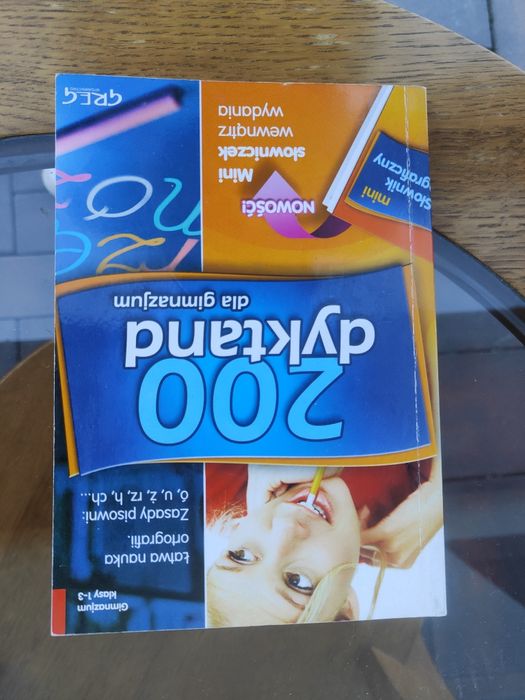 Gimnazjum
klasy 1-3
Łatwa nauka
ortografii.
Zasady pisowni:
ó, u, ż, rz, h, ch...
200
dyktand
dla gimnazjum
NOWOŚĆ!
Mini
słowniczek
wewnątrz
wydania
mini
słownik
GREG